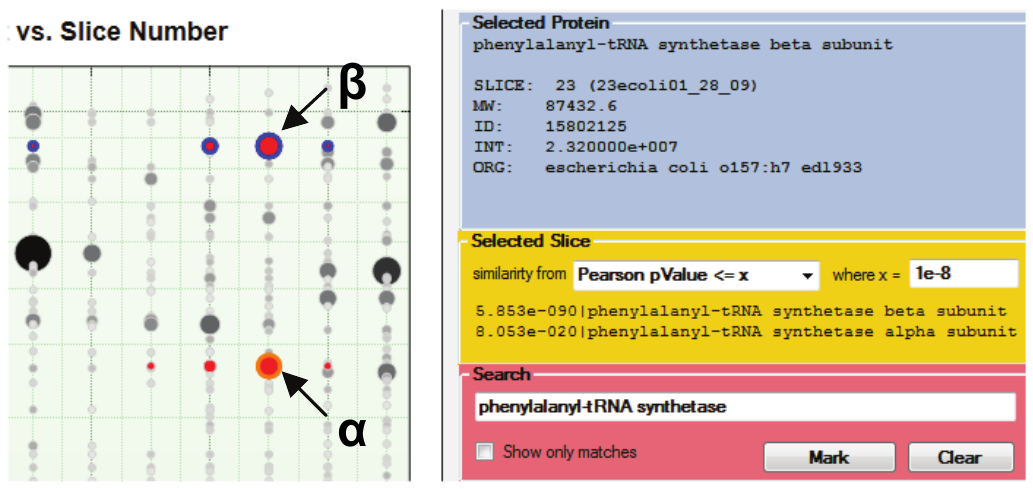 vs. Slice Number
β
α
Selected Protein
phenylalanyl-tRNA synthetase beta subunit
SLICE: 23 (23ecoli01_28_09)
MW: 87432.6
ID: 15802125
INT: 2.320000e+007
ORG: escherichia coli o157:h7 edl933
Selected Slice
similarity from Pearson pValue <= x where x = 1e-8
5.853e-090|phenylalanyl-tRNA synthetase beta subunit
8.053e-020|phenylalanyl-tRNA synthetase alpha subunit
Search
phenylalanyl-tRNA synthetase
Show only matches
Mark Clear